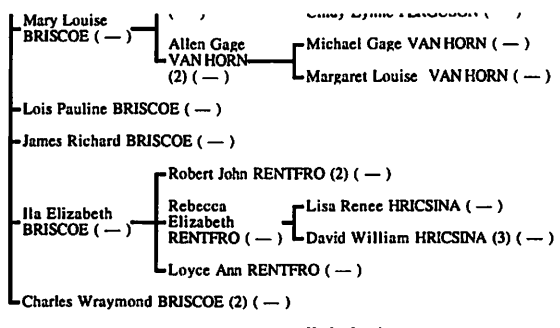 Mary Louise
BRISCOE ( — )
( — )
Allen Gage
VAN HORN
(2) ( — )
Michael Gage VAN HORN ( — )
Margaret Louise VAN HORN ( — )
Lois Pauline BRISCOE ( — )
James Richard BRISCOE ( — )
Ila Elizabeth
BRISCOE ( — )
Robert John RENTFRO (2) ( — )
Rebecca
Elizabeth
RENTFRO ( — )
Lisa Renee HRICSINA ( — )
David William HRICSINA (3) ( — )
Loyce Ann RENTFRO ( — )
Charles Wraymond BRISCOE (2) ( — )